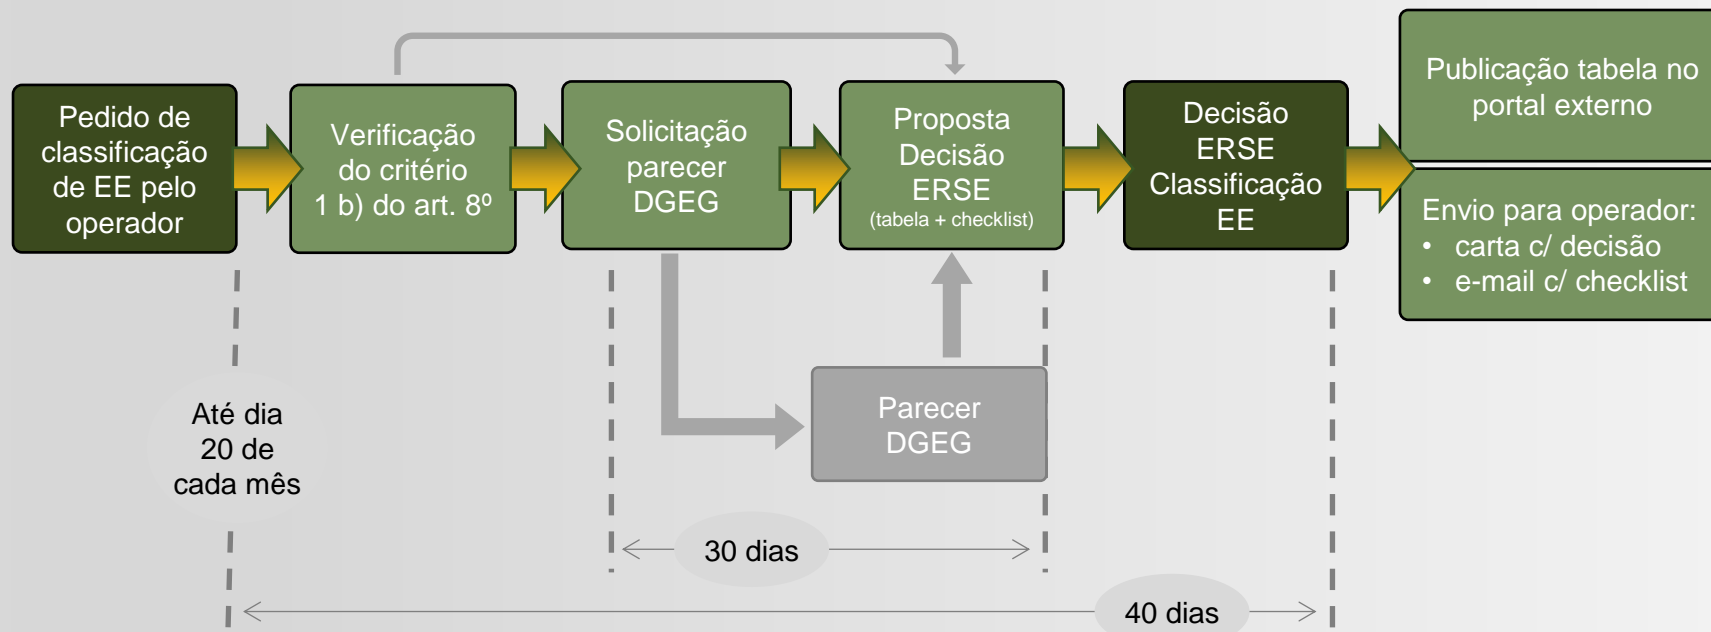 Pedido de
classificação
de EE pelo
operador
Verificação
do critério
1 b) do art. 8º
Solicitação
parecer
DGEG
Proposta
Decisão
ERSE
(tabela + checklist)
Decisão
ERSE
Classificação
EE
Publicação tabela no
portal externo
Envio para operador:
• carta c/ decisão
• e-mail c/ checklist
Parecer
DGEG
Até dia
20 de
cada mês
30 dias
40 dias